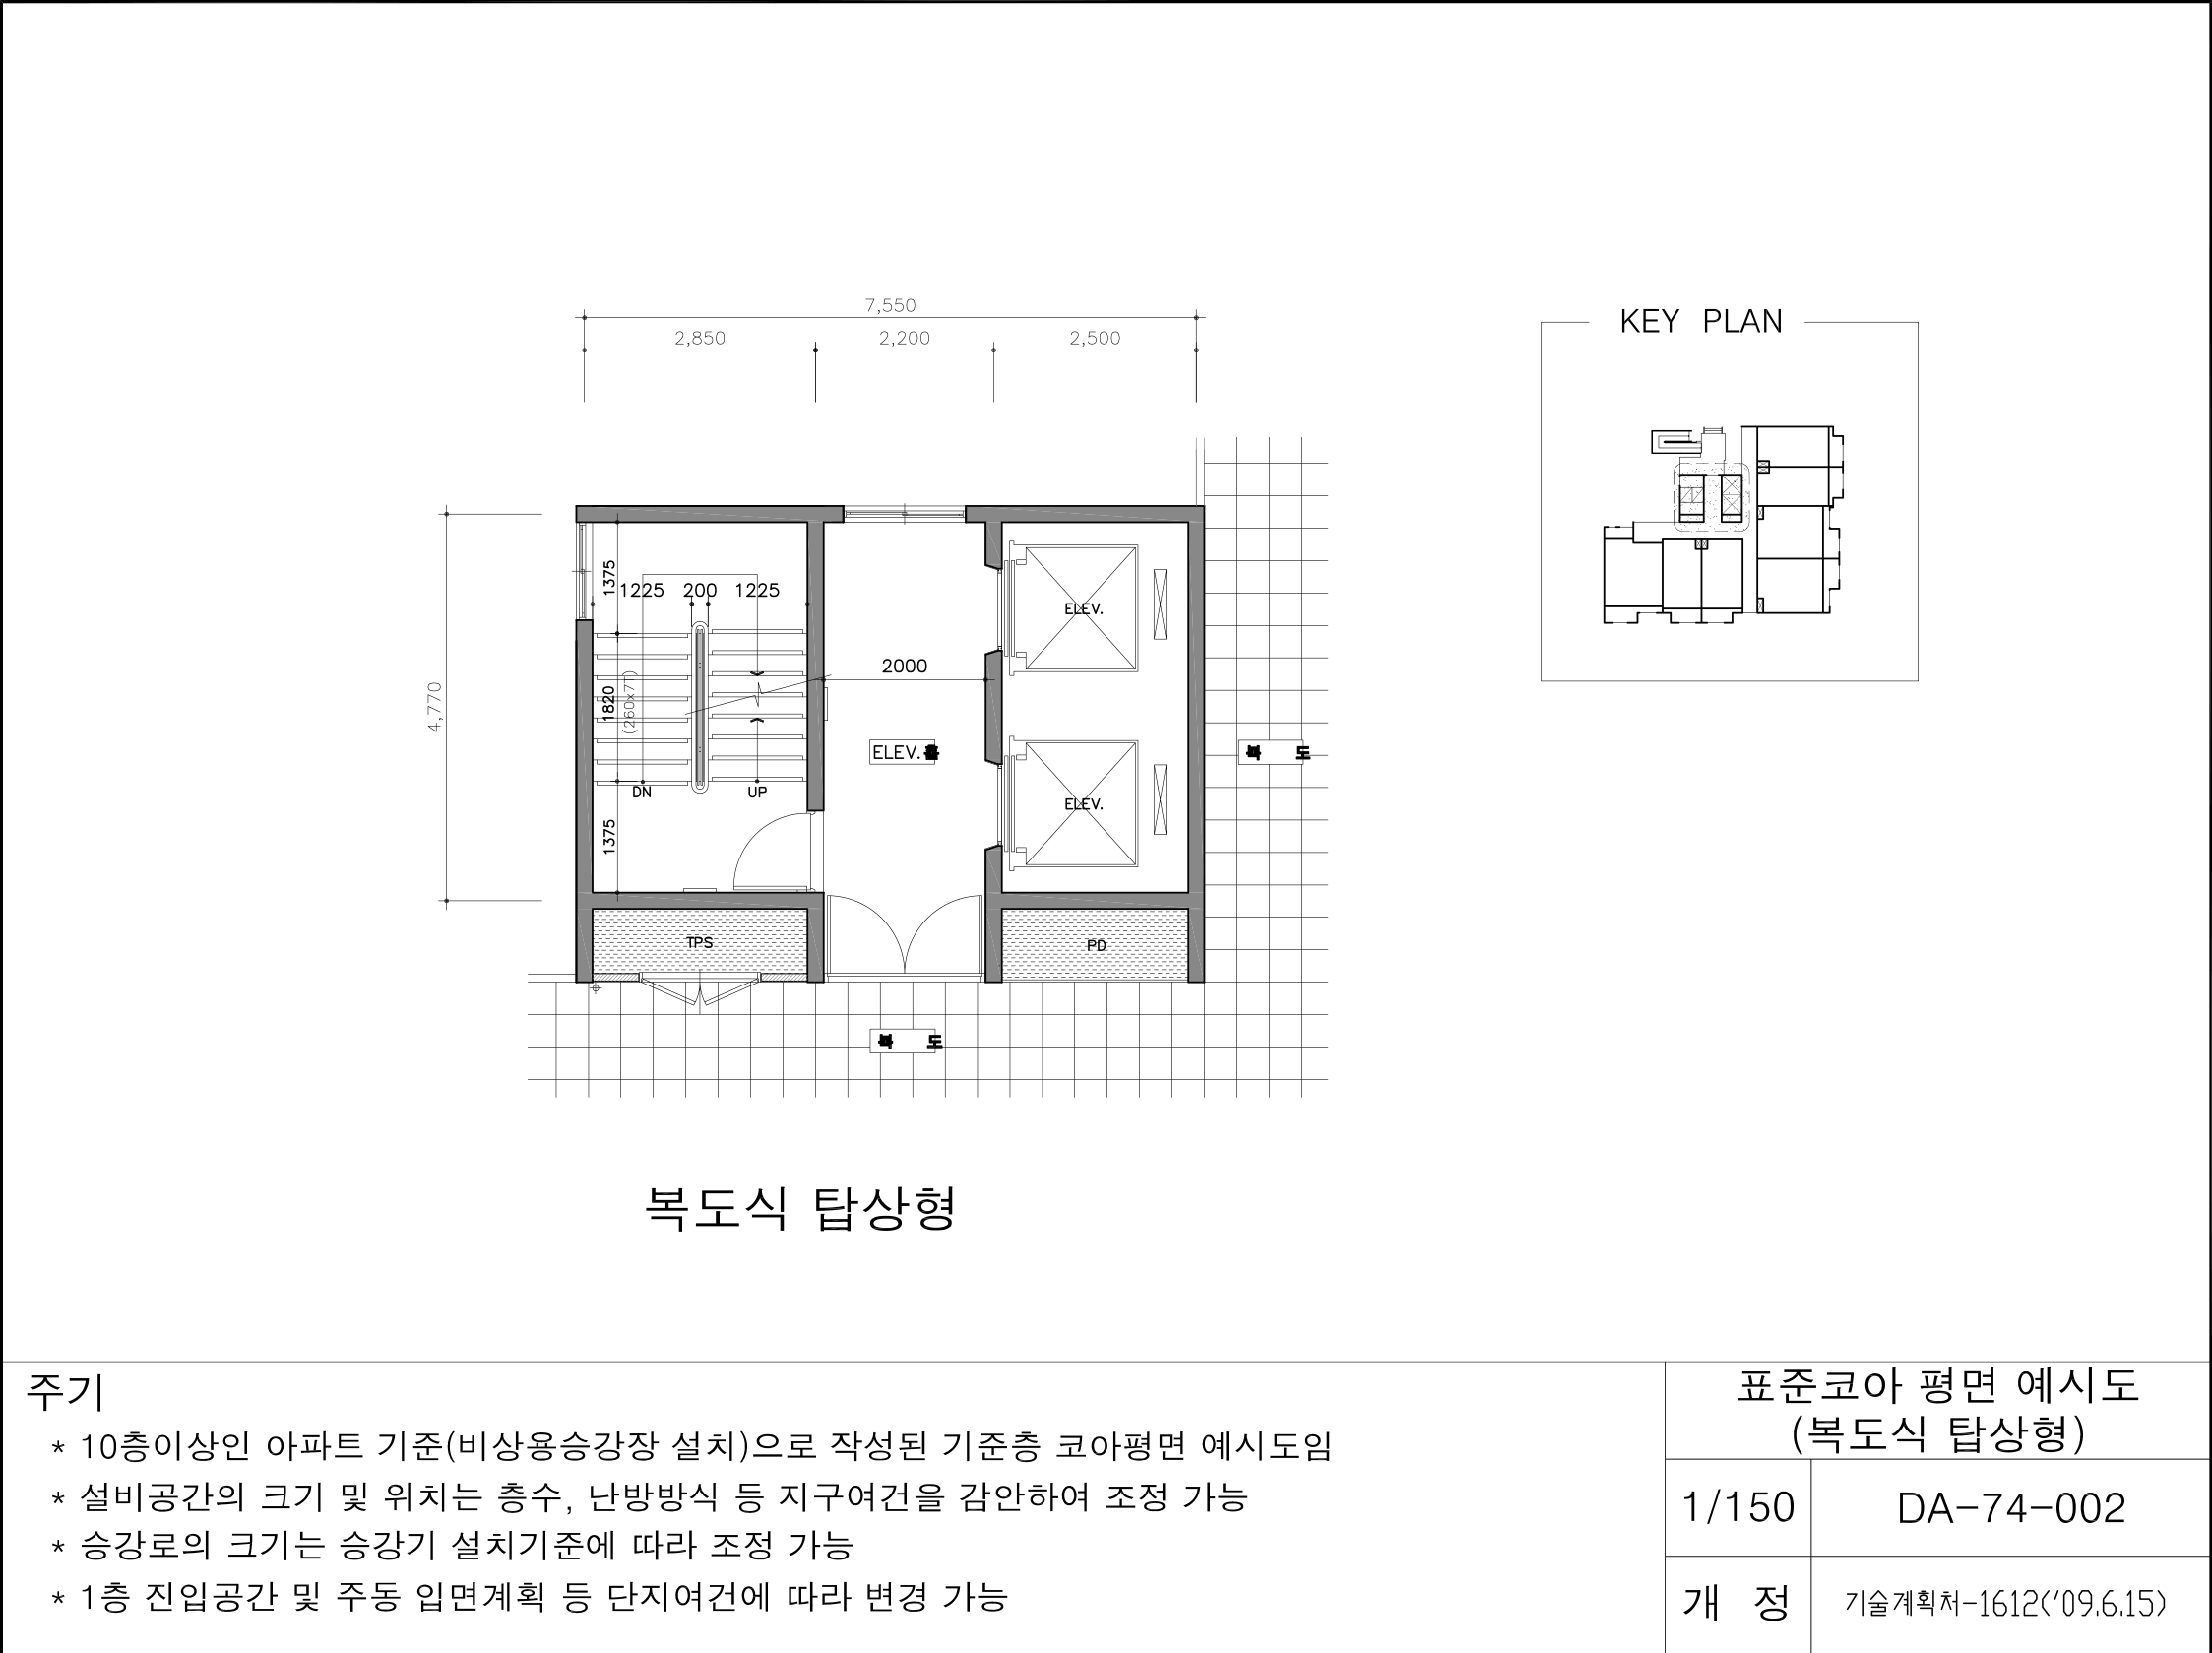 7,550
2,850 2,200 2,500
KEY PLAN
4,770
1375
1225 200 1225
1820
(260x7T)
1375
DN UP
2000
ELEV.
ELEV.
ELEV.
TPS
PD
복도식 탑상형
주기
* 10층이상인 아파트 기준(비상용승강장 설치)으로 작성된 기준층 코아평면 예시도임
* 설비공간의 크기 및 위치는 층수, 난방방식 등 지구여건을 감안하여 조정 가능
* 승강로의 크기는 승강기 설치기준에 따라 조정 가능
* 1층 진입공간 및 주동 입면계획 등 단지여건에 따라 변경 가능
표준코아 평면 예시도
(복도식 탑상형)
1/150 DA-74-002
개 정 기술계획처-1612('09.6.15)